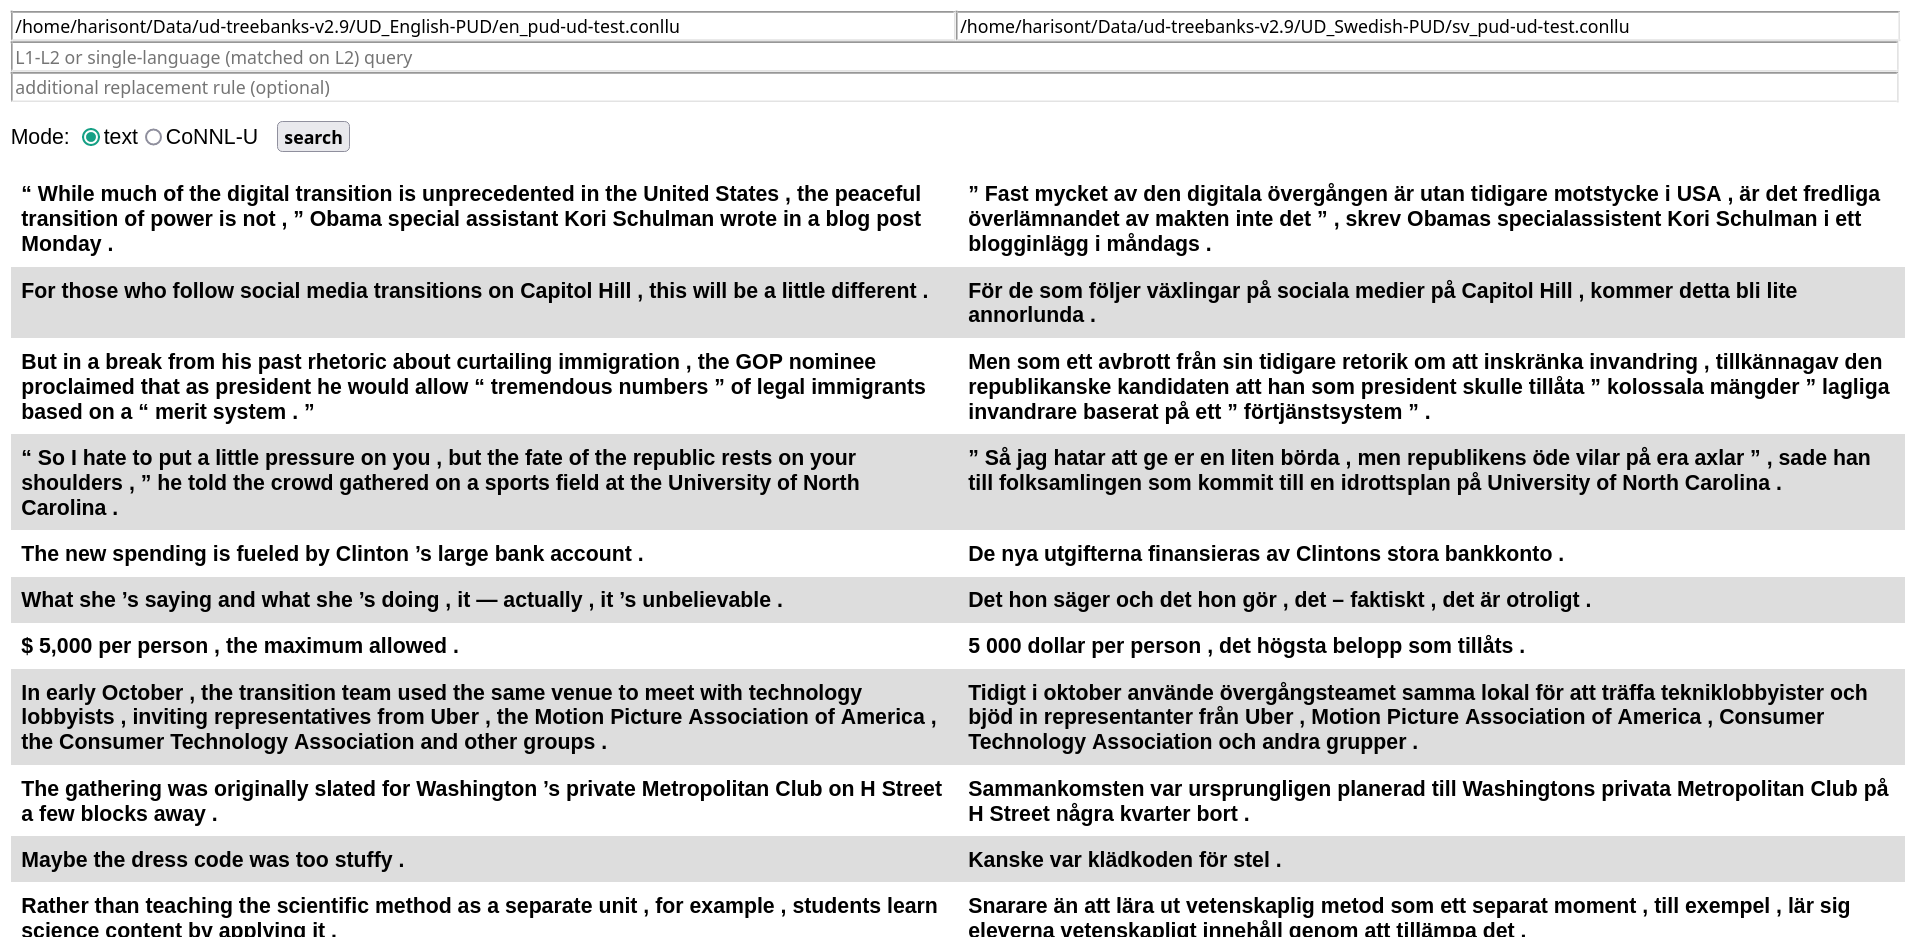 /home/harisont/Data/ud-treebanks-v2.9/UD_English-PUD/en_pud-ud-test.conllu
/home/harisont/Data/ud-treebanks-v2.9/UD_Swedish-PUD/sv_pud-ud-test.conllu
L1-L2 or single-language (matched on L2) query
additional replacement rule (optional)
Mode: text CoNNL-U search
“ While much of the digital transition is unprecedented in the United States , the peaceful
transition of power is not , ” Obama special assistant Kori Schulman wrote in a blog post
Monday .
” Fast mycket av den digitala övergången är utan tidigare motstycke i USA , är det fredliga
överlämnandet av makten inte det ” , skrev Obamas specialassistent Kori Schulman i ett
blogginlägg i måndags .
For those who follow social media transitions on Capitol Hill , this will be a little different .
För de som följer växlingar på sociala medier på Capitol Hill , kommer detta bli lite
annorlunda .
But in a break from his past rhetoric about curtailing immigration , the GOP nominee
proclaimed that as president he would allow “ tremendous numbers ” of legal immigrants
based on a “ merit system . ”
Men som ett avbrott från sin tidigare retorik om att inskränka invandring , tillkännagav den
republikanske kandidaten att han som president skulle tillåta ” kolossala mängder ” lagliga
invandrare baserat på ett ” förtjänstsystem ” .
“ So I hate to put a little pressure on you , but the fate of the republic rests on your
shoulders , ” he told the crowd gathered on a sports field at the University of North
Carolina .
” Så jag hatar att ge er en liten börda , men republikens öde vilar på era axlar ” , sade han
till folksamlingen som kommit till en idrottsplan på University of North Carolina .
The new spending is fueled by Clinton ’s large bank account .
De nya utgifterna finansieras av Clintons stora bankkonto .
What she ’s saying and what she ’s doing , it — actually , it ’s unbelievable .
Det hon säger och det hon gör , det – faktiskt , det är otroligt .
$ 5,000 per person , the maximum allowed .
5 000 dollar per person , det högsta belopp som tillåts .
In early October , the transition team used the same venue to meet with technology
lobbyists , inviting representatives from Uber , the Motion Picture Association of America ,
the Consumer Technology Association and other groups .
Tidigt i oktober använde övergångsteamet samma lokal för att träffa tekniklobbyister och
bjöd in representanter från Uber , Motion Picture Association of America , Consumer
Technology Association och andra grupper .
The gathering was originally slated for Washington ’s private Metropolitan Club on H Street
a few blocks away .
Sammankomsten var ursprungligen planerad till Washingtons privata Metropolitan Club på
H Street några kvarter bort .
Maybe the dress code was too stuffy .
Kanske var klädkoden för stel .
Rather than teaching the scientific method as a separate unit , for example , students learn
science content by applying it .
Snarare än att lära ut vetenskaplig metod som ett separat moment , till exempel , lär sig
eleverna vetenskapligt innehåll genom att tillämpa det .